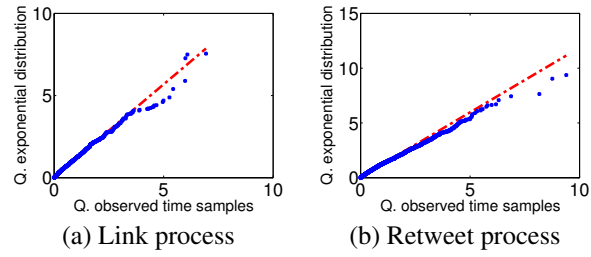 10
5
0
0
5
10
Q. exponential distribution
Q. observed time samples
(a) Link process
15
10
5
0
0
5
10
Q. exponential distribution
Q. observed time samples
(b) Retweet process